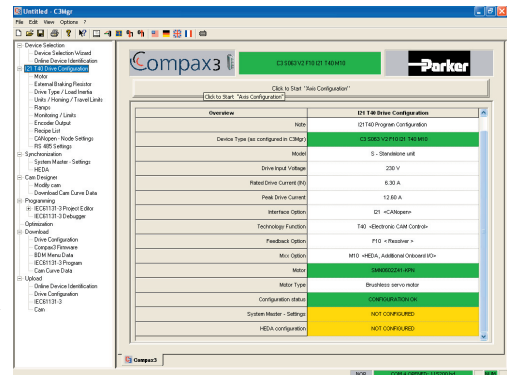 Untitled - C3Mgr
File Edit View Options ?
Device Selection
Device Selection Wizard
Online Device Identification
I21 T40 Drive Configuration
Motor
External Braking Resistor
Drive Type / Load Inertia
Units / Homing / Travel Limits
Ramps
Monitoring / Limits
Encoder Output
Recipe List
CANopen - Node Settings
RS 485 Settings
Synchronization
System Master - Settings
HEDA
Cam Designer
Modify cam
Download Cam Curve Data
Programming
IEC61131-3 Project Editor
IEC61131-3 Debugger
Optimization
Download
Drive Configuration
Compax3 Firmware
BDM Menu Data
IEC61131-3 Program
Cam Curve Data
Upload
Online Device Identification
Drive Configuration
IEC61131-3
Cam
Compax3
C3 S063 V2 F10 I21 T40 M10
Parker
Click to Start "Axis Configuration"
Click to Start "Axis Configuration"
Overview I21 T40 Drive Configuration
Note I21T40 Program Configuration
Device Type (as configured in C3Mgr) C3 S063 V2 F10 I21 T40 M10
Model S - Standalone unit
Drive Input Voltage 230 V
Rated Drive Current (IN) 6.30 A
Peak Drive Current 12.60 A
Interface Option I21 <CANopen>
Technology Function T40 <Electronic CAM Control>
Feedback Option F10 < Resolver >
Mxx Option M10 <HEDA, Additional Onboard I/O>
Motor SMN0602Z41-KPN
Motor Type Brushless servo motor
Configuration status CONFIGURATION OK
System Master - Settings NOT CONFIGURED
HEDA configuration NOT CONFIGURED
Compax3
NUM